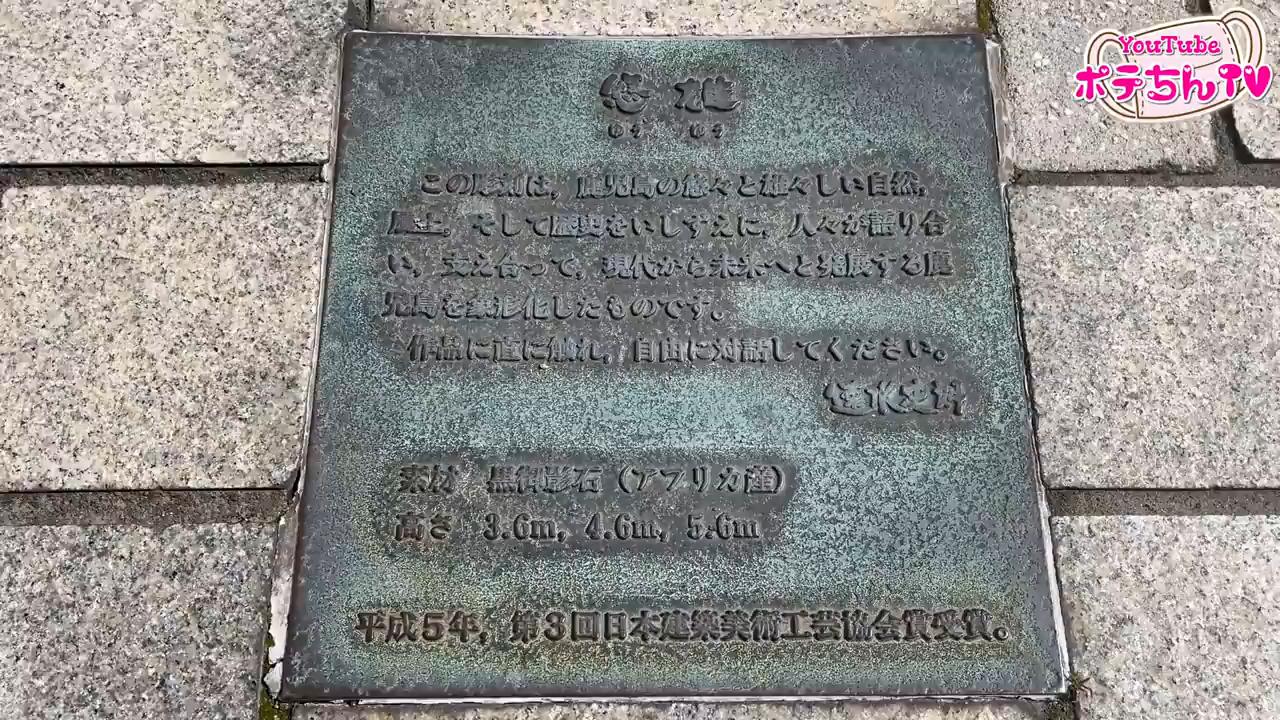 YouTube
ポテちんTV
悠 雄
ゆう ゆう
この彫刻は，鹿児島の悠々と雄々しい自然，
風土，そして歴史をいしずえに，人々が語り合
い，支え合って，現代から未来へと発展する鹿
児島を象形化したものです。
作品に直に触れ，自由に対話してください。
素材 黒御影石（アフリカ産）
高さ 3.6m，4.6m，5.6m
平成5年，第3回日本建築美術工芸協会賞受賞。